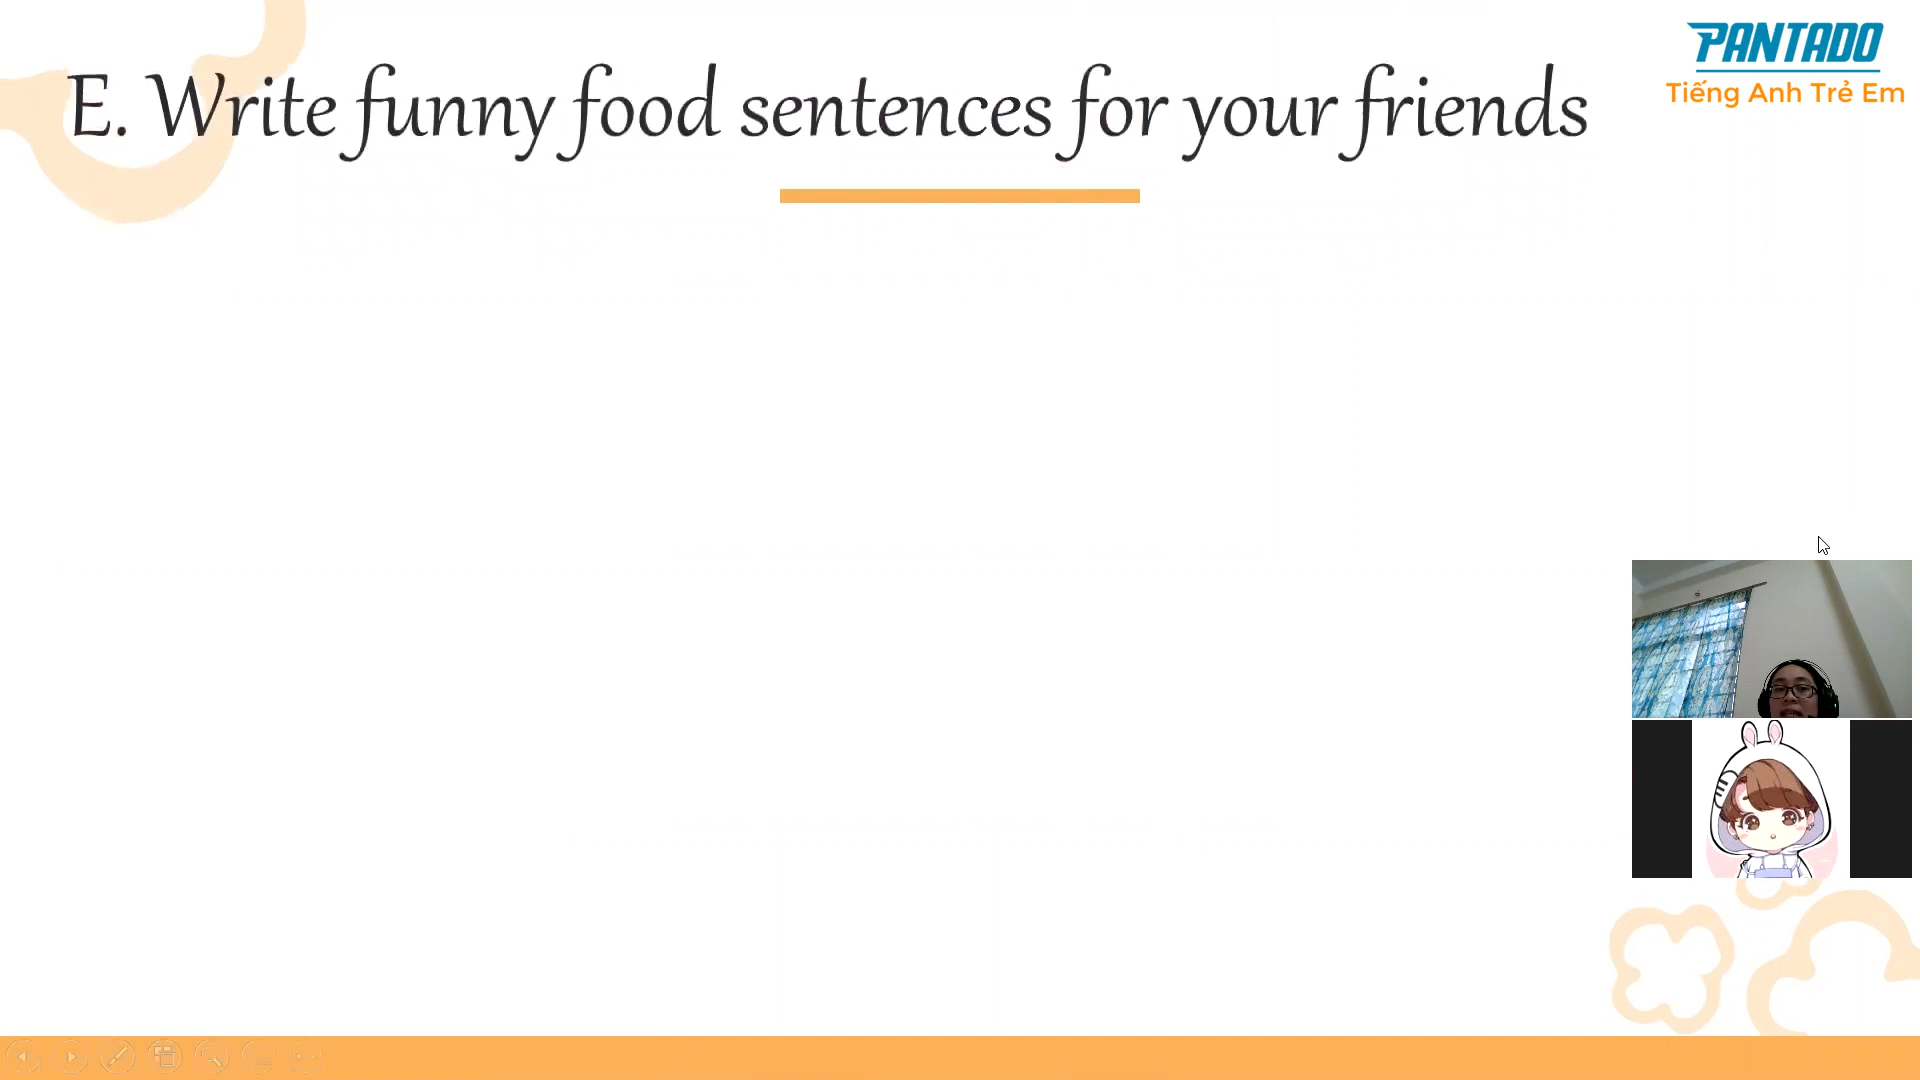 E. Write funny food sentences for your friends
PANTADO
Tiếng Anh Trẻ Em